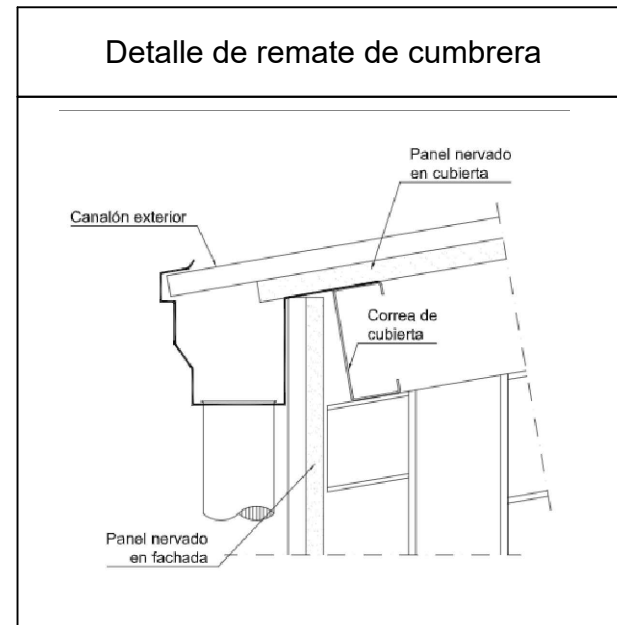 Detalle de remate de cumbrera
Panel nervado
en cubierta
Canalón exterior
Correa de
cubierta
Panel nervado
en fachada